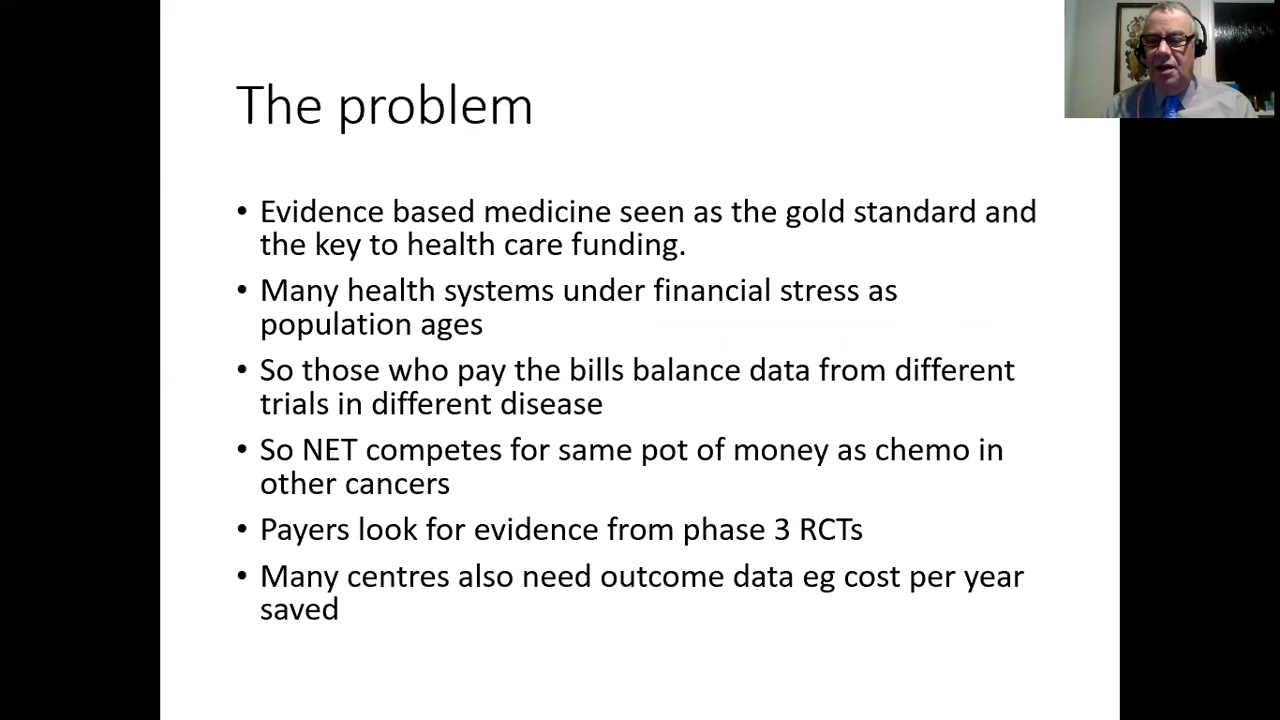 The problem
• Evidence based medicine seen as the gold standard and
the key to health care funding.
• Many health systems under financial stress as
population ages
• So those who pay the bills balance data from different
trials in different disease
• So NET competes for same pot of money as chemo in
other cancers
• Payers look for evidence from phase 3 RCTs
• Many centres also need outcome data eg cost per year
saved